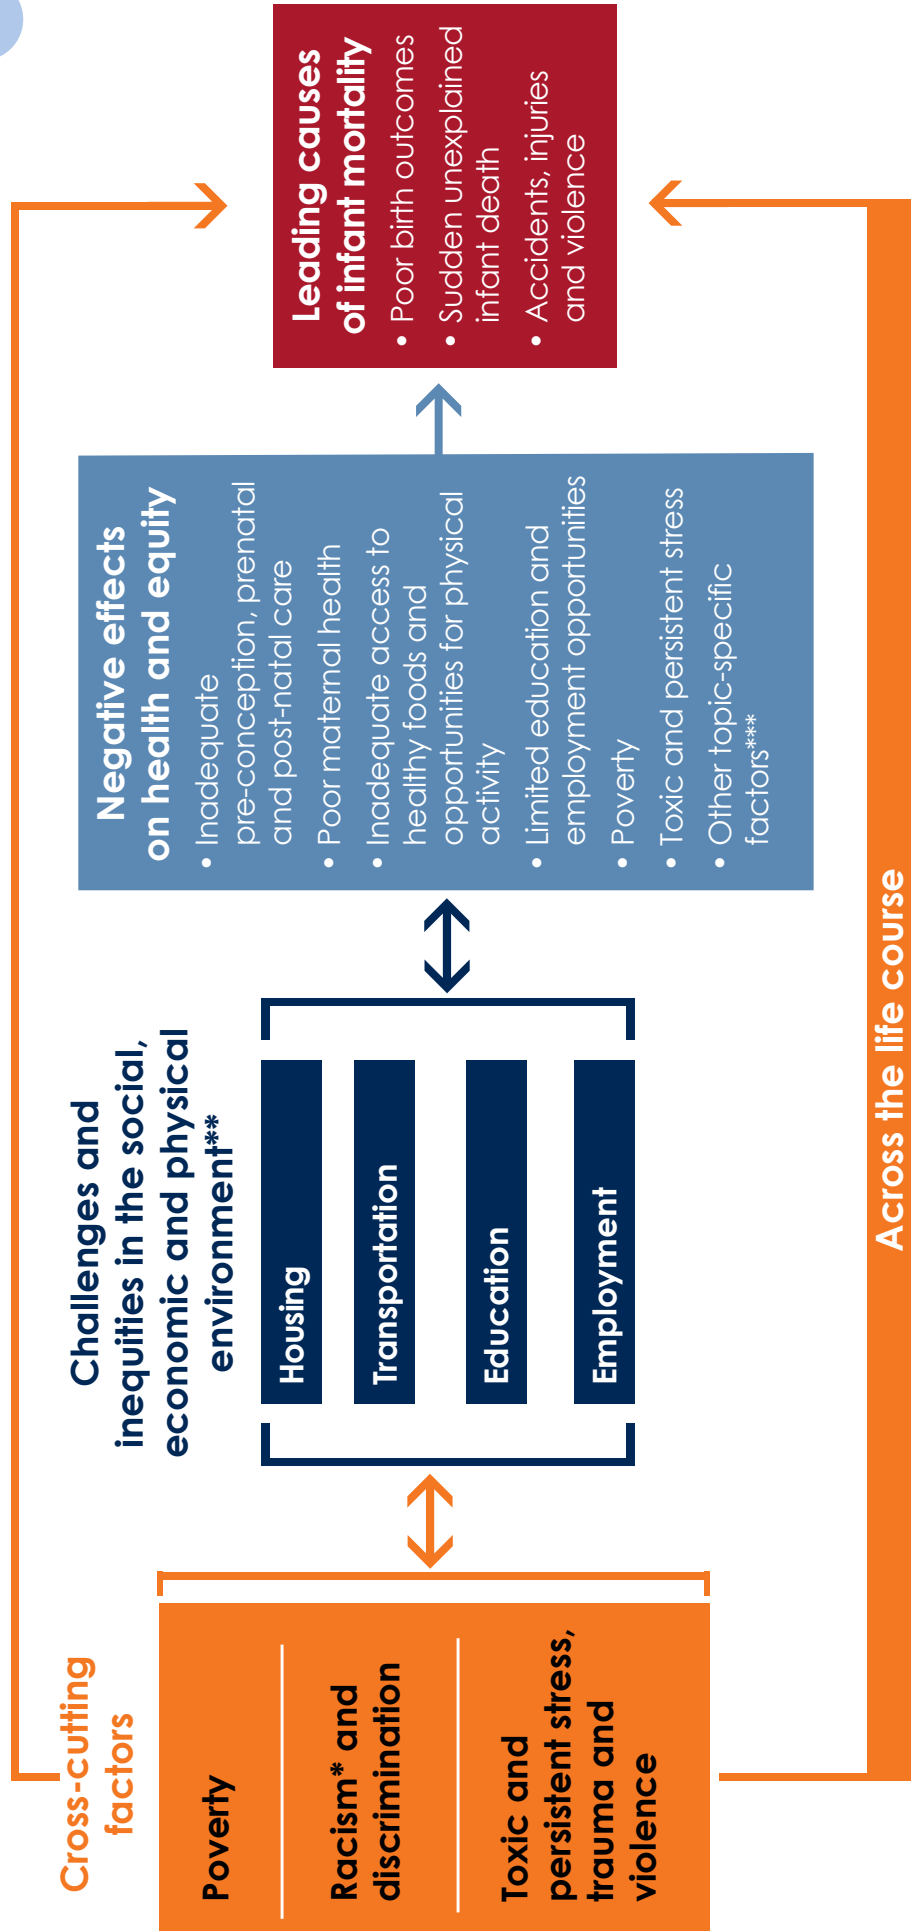 Cross-cutting
factors
Poverty
Racism* and
discrimination
Toxic and
persistent stress,
trauma and
violence
Challenges and
inequities in the social,
economic and physical
environment**
Housing
Transportation
Education
Employment
Negative effects
on health and equity
• Inadequate
pre-conception, prenatal
and post-natal care
• Poor maternal health
• Inadequate access to
healthy foods and
opportunities for physical
activity
• Limited education and
employment opportunities
• Poverty
• Toxic and persistent stress
• Other topic-specific
factors***
Leading causes
of infant mortality
• Poor birth outcomes
• Sudden unexplained
infant death
• Accidents, injuries
and violence
Across the life course